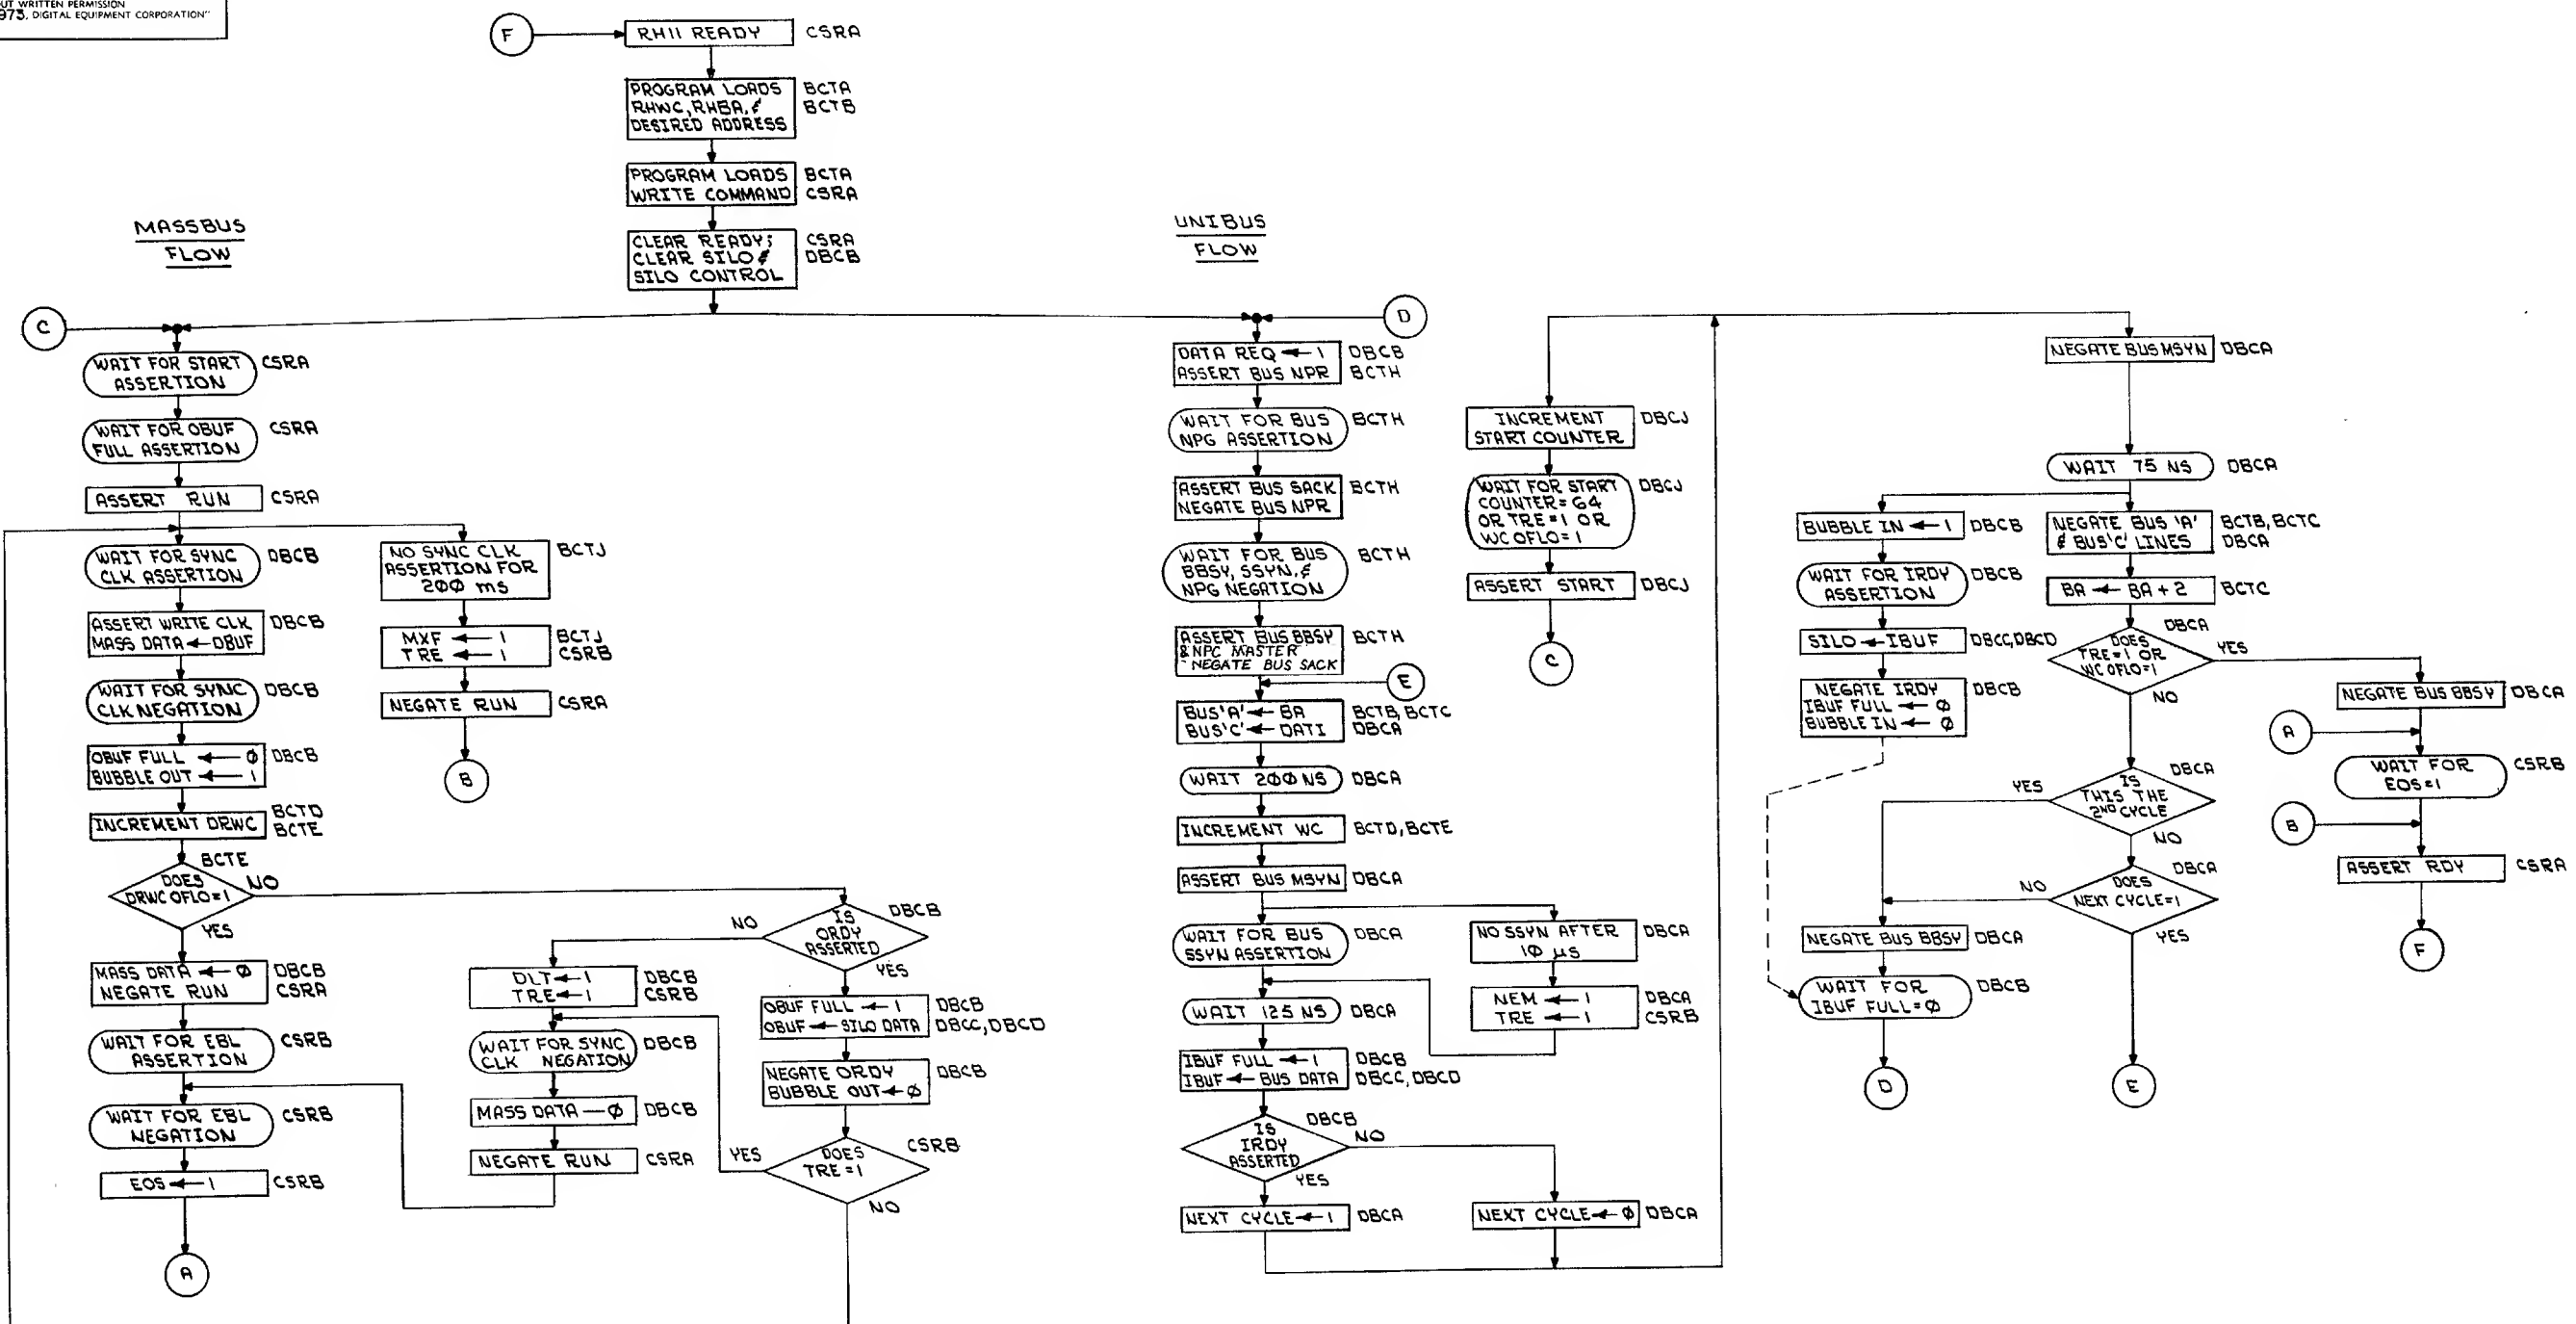 OUT WRITTEN PERMISSION
973, DIGITAL EQUIPMENT CORPORATION"
F
RH11 READY
CSRA
PROGRAM LOADS
RHWC, RHBA, &
DESIRED ADDRESS
BCTA
BCTB
PROGRAM LOADS
WRITE COMMAND
BCTA
CSRA
CLEAR READY;
CLEAR SILO &
SILO CONTROL
CSRA
DBCB
MASSBUS
FLOW
C
WAIT FOR START
ASSERTION
CSRA
WAIT FOR OBUF
FULL ASSERTION
CSRA
ASSERT RUN
CSRA
WAIT FOR SYNC
CLK ASSERTION
DBCB
ASSERT WRITE CLK
MASS DATA ← OBUF
DBCB
WAIT FOR SYNC
CLK NEGATION
DBCB
OBUF FULL ← Ø
BUBBLE OUT ← 1
DBCB
INCREMENT DRWC
BCTD
BCTE
DOES
DRWC OFLO=1
BCTE
NO
YES
MASS DATA ← Ø
NEGATE RUN
DBCB
CSRA
WAIT FOR EBL
ASSERTION
CSRB
WAIT FOR EBL
NEGATION
CSRB
EOS ← 1
CSRB
A
NO SYNC CLK
ASSERTION FOR
2ØØ ms
BCTJ
MXF ← 1
TRE ← 1
BCTJ
CSRB
NEGATE RUN
CSRA
B
IS
ORDY
ASSERTED
DBCB
NO
YES
DLT ← 1
TRE ← 1
DBCB
CSRB
WAIT FOR SYNC
CLK NEGATION
DBCB
MASS DATA — Ø
DBCB
NEGATE RUN
CSRA
OBUF FULL ← 1
OBUF ← SILO DATA
DBCB
DBCC, DBCD
NEGATE ORDY
BUBBLE OUT ← Ø
DBCB
DOES
TRE=1
CSRB
YES
NO
UNIBUS
FLOW
D
DATA REQ ← 1
ASSERT BUS NPR
DBCB
BCTH
WAIT FOR BUS
NPG ASSERTION
BCTH
ASSERT BUS SACK
NEGATE BUS NPR
BCTH
WAIT FOR BUS
BBSY, SSYN, &
NPG NEGATION
BCTH
ASSERT BUS BBSY
& NPC MASTER
NEGATE BUS SACK
BCTH
E
BUS 'A' ← BA
BUS 'C' ← DATI
BCTB, BCTC
DBCA
WAIT 2ØØ NS
DBCA
INCREMENT WC
BCTD, BCTE
ASSERT BUS MSYN
DBCA
WAIT FOR BUS
SSYN ASSERTION
DBCA
WAIT 125 NS
DBCA
IBUF FULL ← 1
IBUF ← BUS DATA
DBCB
DBCC, DBCD
IS
IRDY
ASSERTED
DBCB
NO
YES
NEXT CYCLE ← 1
DBCA
NEXT CYCLE ← Ø
DBCA
NO SSYN AFTER
1Ø µs
DBCA
NEM ← 1
TRE ← 1
DBCA
CSRB
INCREMENT
START COUNTER
DBCJ
WAIT FOR START
COUNTER=64
OR TRE=1 OR
WC OFLO=1
DBCJ
ASSERT START
DBCJ
C
NEGATE BUS MSYN
DBCA
WAIT 75 NS
DBCA
BUBBLE IN ← 1
DBCB
WAIT FOR IRDY
ASSERTION
DBCB
SILO ← IBUF
DBCC, DBCD
NEGATE IRDY
IBUF FULL ← Ø
BUBBLE IN ← Ø
DBCB
NEGATE BUS 'A'
& BUS 'C' LINES
BCTB, BCTC
DBCA
BA ← BA + 2
BCTC
DBCA
DOES
TRE=1 OR
WC OFLO=1
YES
NO
IS
THIS THE
2ND CYCLE
DBCA
YES
NO
DOES
NEXT CYCLE=1
DBCA
NO
YES
NEGATE BUS BBSY
DBCA
WAIT FOR
IBUF FULL=Ø
DBCB
D
E
NEGATE BUS BBSY
DBCA
A
WAIT FOR
EOS=1
CSRB
B
ASSERT RDY
CSRA
F